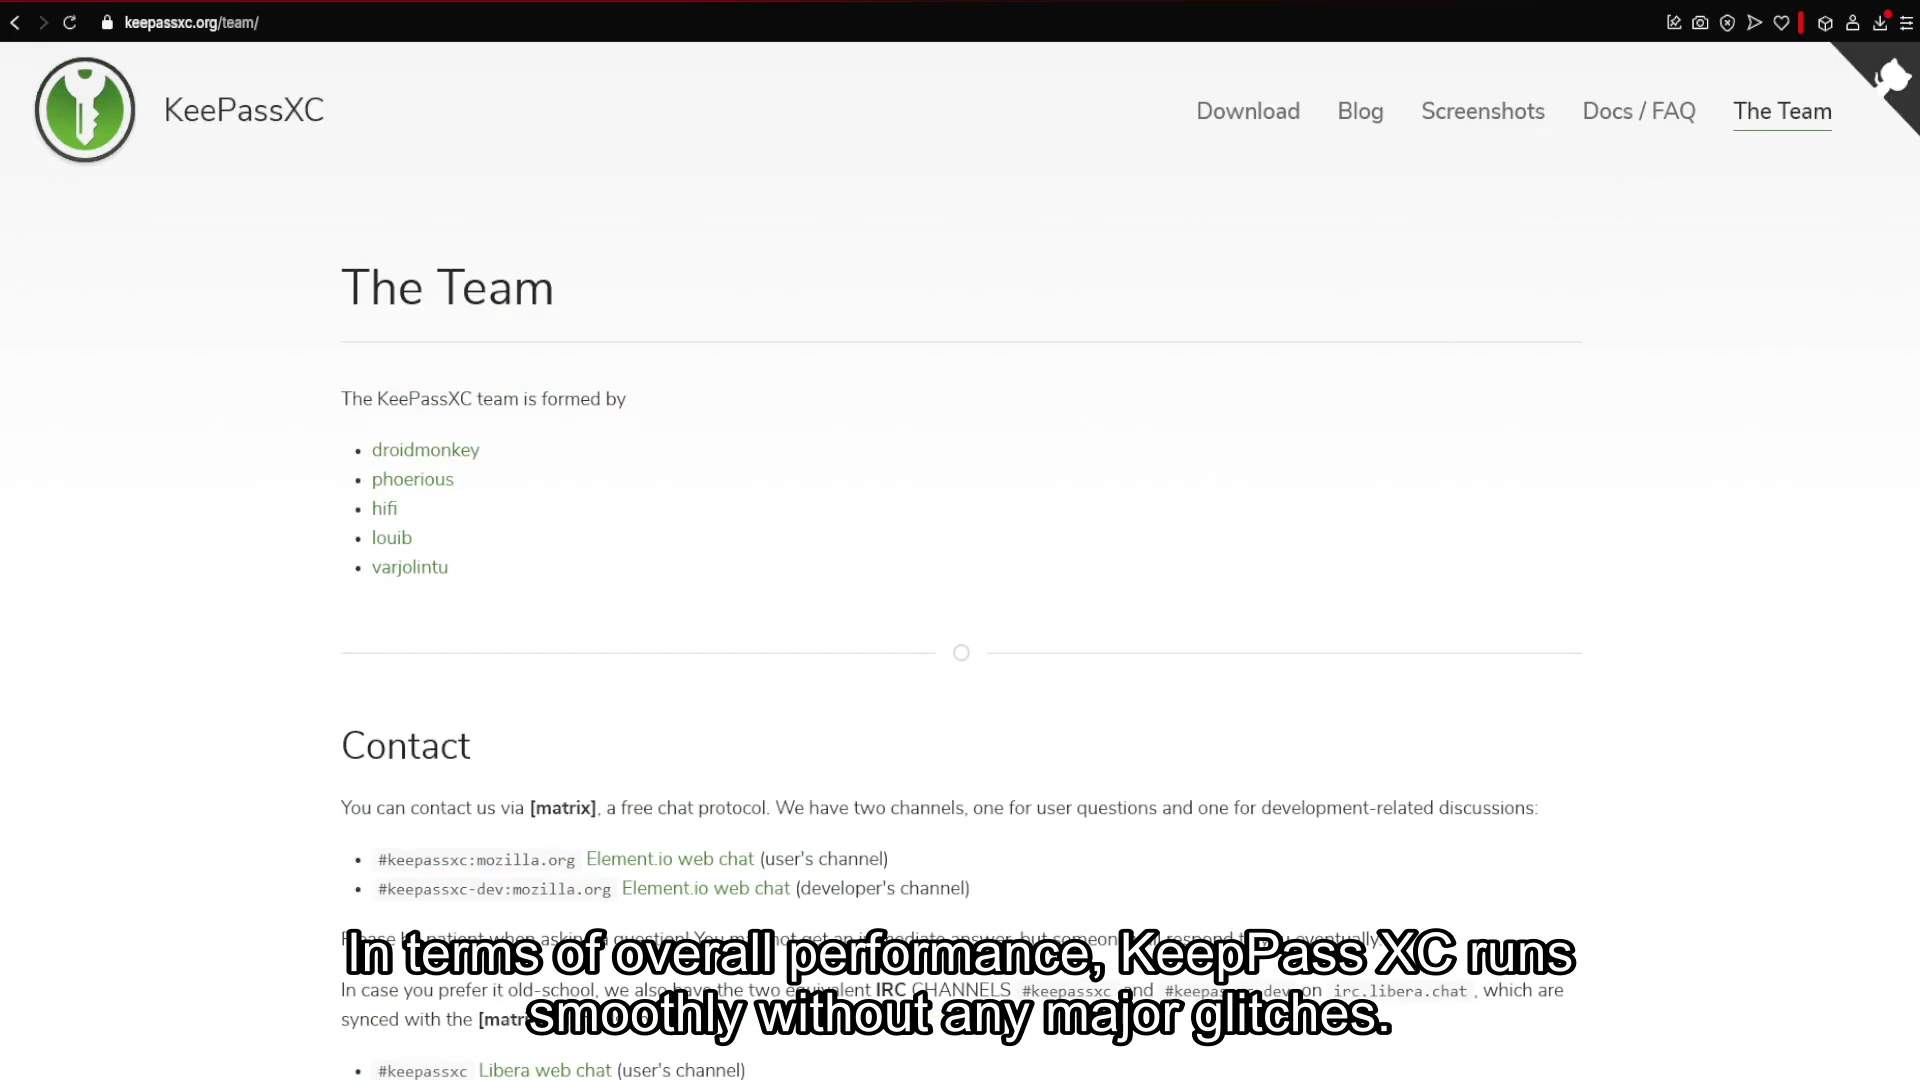 keepassxc.org/team/
KeePassXC
Download Blog Screenshots Docs / FAQ The Team
The Team
The KeePassXC team is formed by
droidmonkey
phoerious
hifi
louib
varjolintu
Contact
You can contact us via [matrix], a free chat protocol. We have two channels, one for user questions and one for development-related discussions:
#keepassxc:mozilla.org Element.io web chat (user's channel)
#keepassxc-dev:mozilla.org Element.io web chat (developer's channel)
In terms of overall performance, KeepPass XC runs
smoothly without any major glitches.
In case you prefer it old-school, we also have the two equivalent IRC CHANNELS #keepassxc and on irc.libera.chat, which are
synced with the
#keepassxc Libera web chat (user's channel)